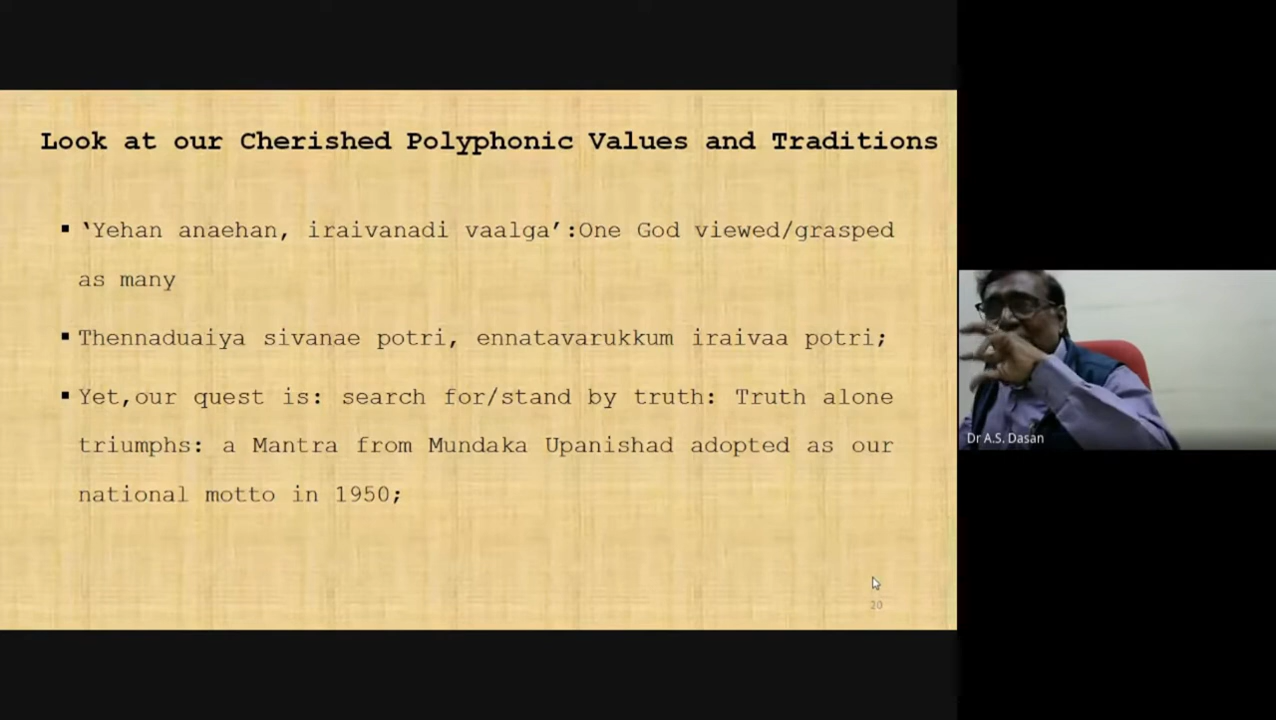 Look at our Cherished Polyphonic Values and Traditions
▪ ‘Yehan anaehan, iraivanadi vaalga’:One God viewed/grasped
as many
▪ Thennaduaiya sivanae potri, ennatavarukkum iraivaa potri;
▪ Yet,our quest is: search for/stand by truth: Truth alone
triumphs: a Mantra from Mundaka Upanishad adopted as our
national motto in 1950;
20
Dr A.S. Dasan